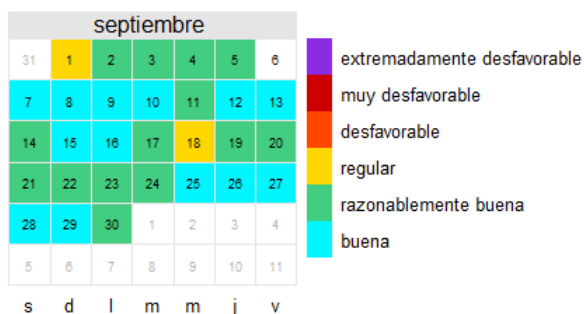 septiembre
31 1 2 3 4 5 6
7 8 9 10 11 12 13
14 15 16 17 18 19 20
21 22 23 24 25 26 27
28 29 30 1 2 3 4
5 6 7 8 9 10 11
s d l m m j v
extremadamente desfavorable
muy desfavorable
desfavorable
regular
razonablemente buena
buena